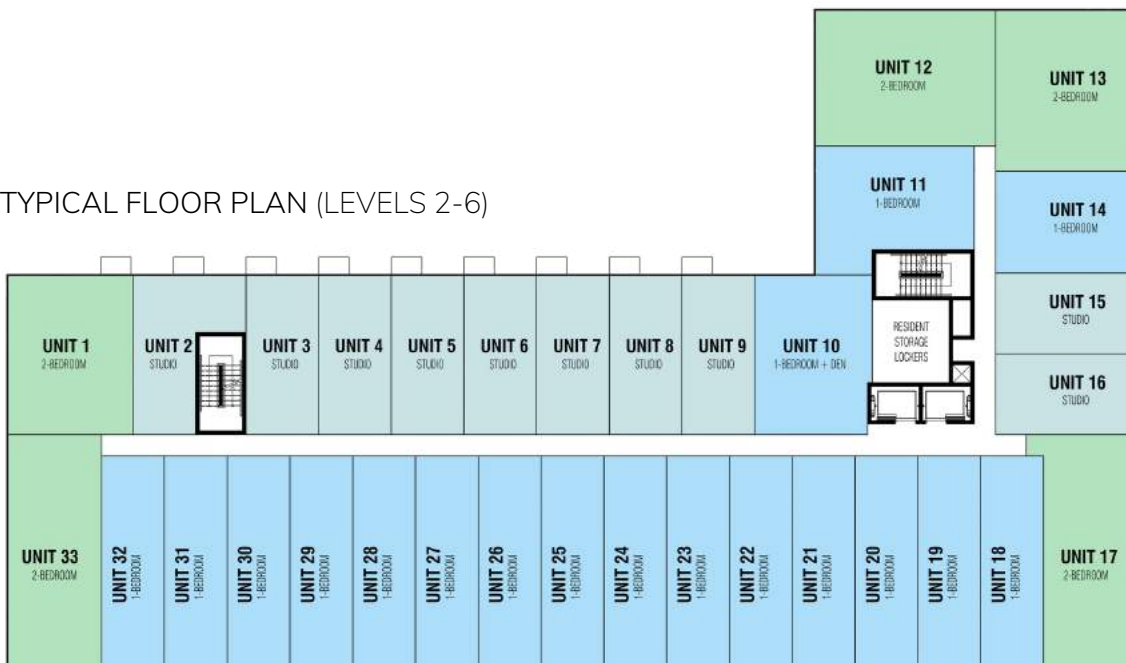 UNIT 12
2-BEDROOM
UNIT 13
2-BEDROOM
TYPICAL FLOOR PLAN (LEVELS 2-6)
UNIT 11
1-BEDROOM
UNIT 14
1-BEDROOM
UNIT 1
2-BEDROOM
UNIT 2
STUDIO
UNIT 3
STUDIO
UNIT 4
STUDIO
UNIT 5
STUDIO
UNIT 6
STUDIO
UNIT 7
STUDIO
UNIT 8
STUDIO
UNIT 9
STUDIO
UNIT 10
1-BEDROOM + DEN
RESIDENT
STORAGE
LOCKERS
UNIT 15
STUDIO
UNIT 16
STUDIO
UNIT 33
2-BEDROOM
UNIT 32
1-BEDROOM
UNIT 31
1-BEDROOM
UNIT 30
1-BEDROOM
UNIT 29
1-BEDROOM
UNIT 28
1-BEDROOM
UNIT 27
1-BEDROOM
UNIT 26
1-BEDROOM
UNIT 25
1-BEDROOM
UNIT 24
1-BEDROOM
UNIT 23
1-BEDROOM
UNIT 22
1-BEDROOM
UNIT 21
1-BEDROOM
UNIT 20
1-BEDROOM
UNIT 19
1-BEDROOM
UNIT 18
1-BEDROOM
UNIT 17
2-BEDROOM